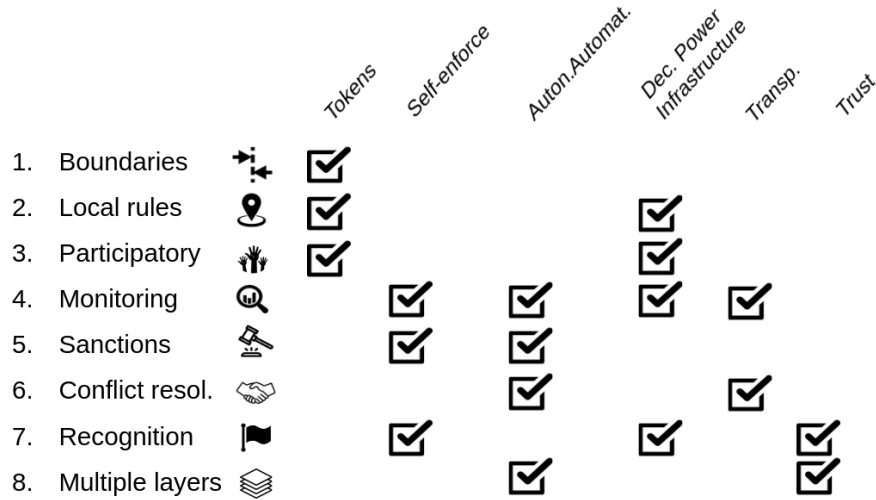 Tokens
Self-enforce
Auton.Automat.
Dec. Power
Infrastructure
Transp.
Trust
1. Boundaries
2. Local rules
3. Participatory
4. Monitoring
5. Sanctions
6. Conflict resol.
7. Recognition
8. Multiple layers